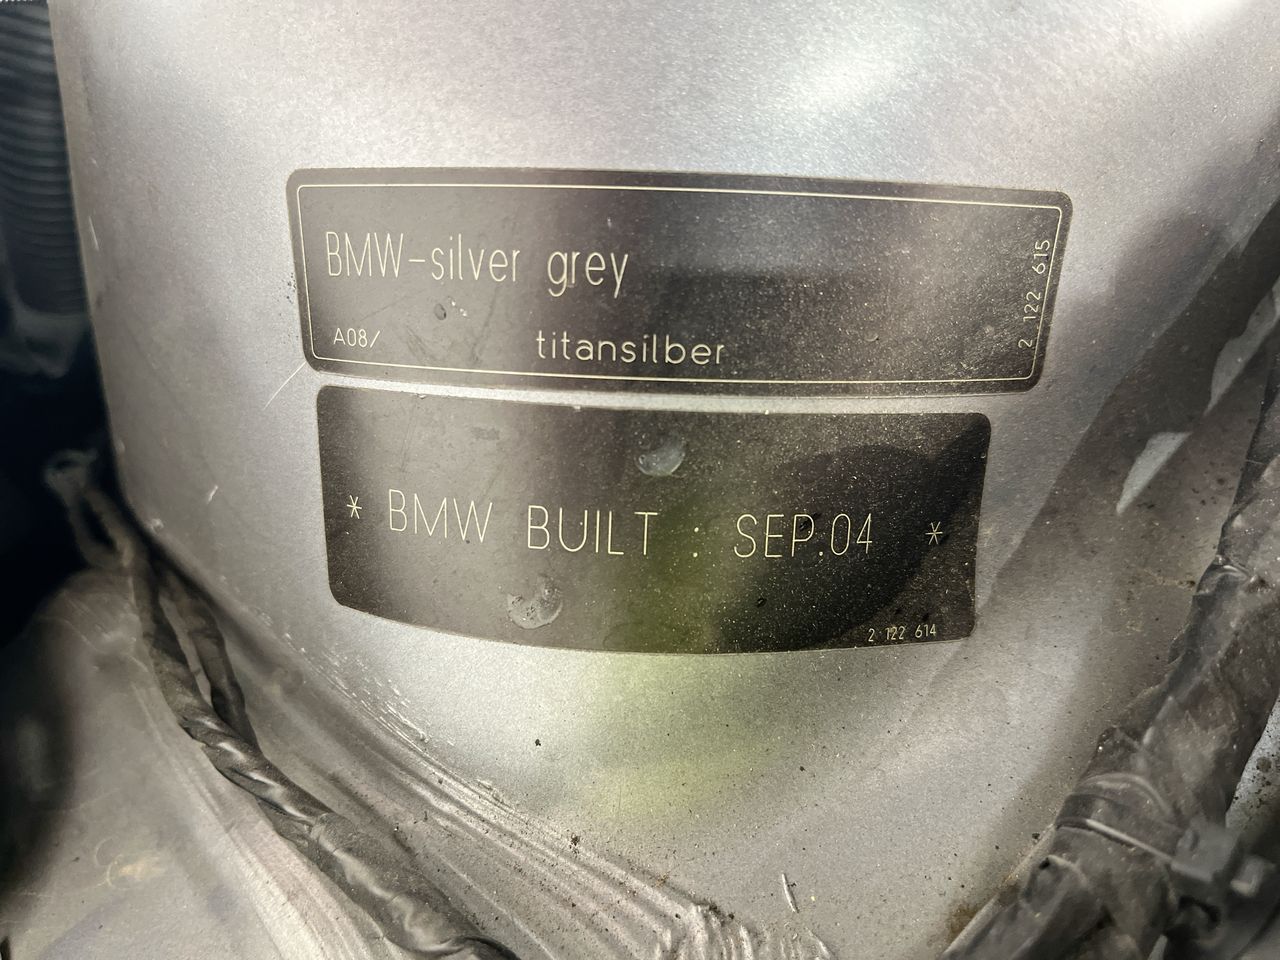 BMW-silver grey
A08/
titansilber
2 122 615
* BMW BUILT : SEP.04 *
2 122 614